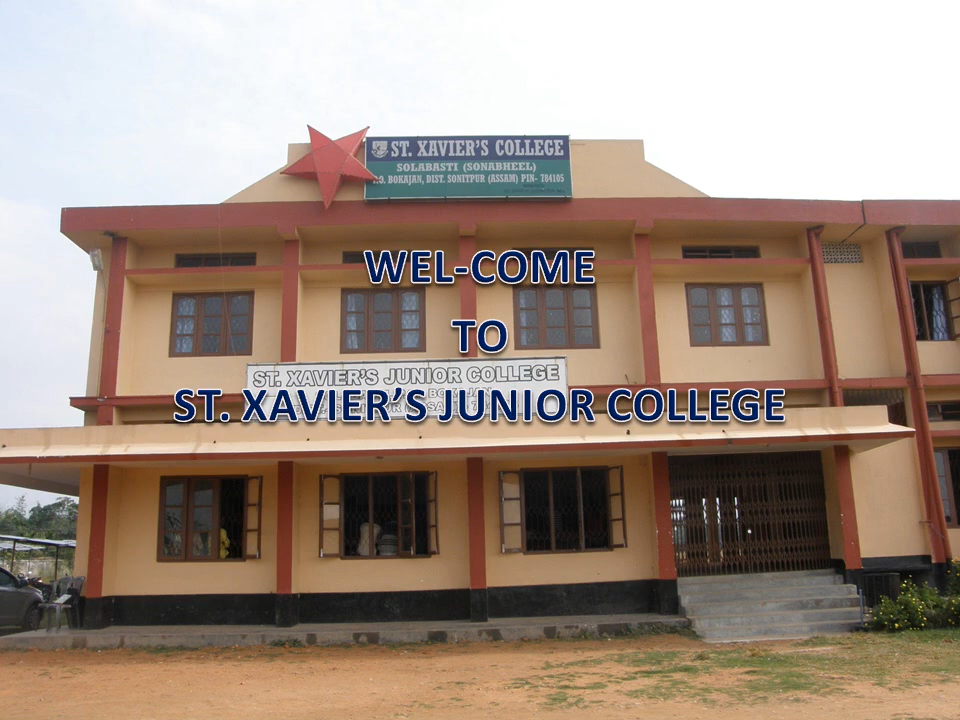 ST. XAVIER'S COLLEGE
SOLABASTI (SONABHEEL)
P.O. BOKAJAN, DIST. SONITPUR (ASSAM) PIN- 784105
WEL-COME
TO
ST. XAVIER'S JUNIOR COLLEGE
ST. XAVIER’S JUNIOR COLLEGE